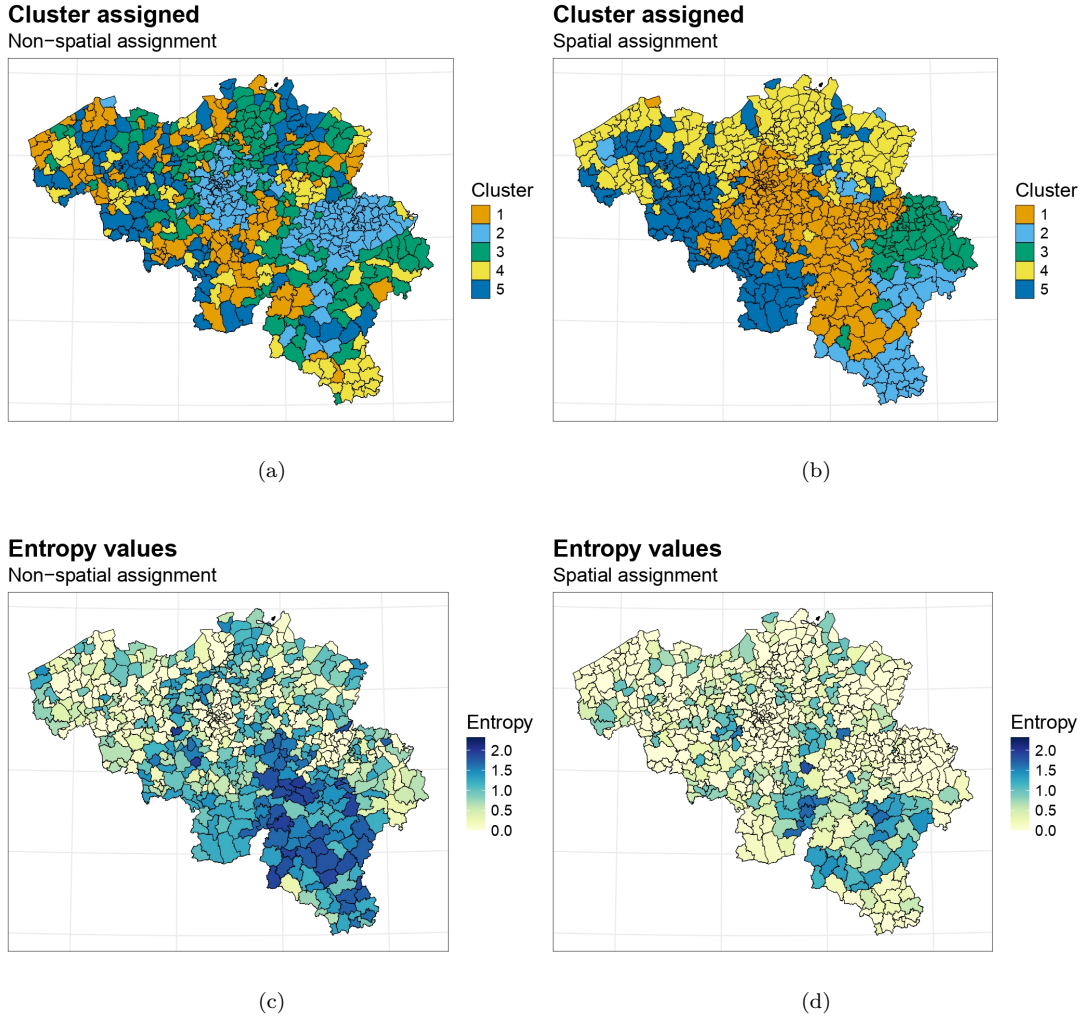 Cluster assigned
Non−spatial assignment
Cluster
1
2
3
4
5
(a)
Cluster assigned
Spatial assignment
Cluster
1
2
3
4
5
(b)
Entropy values
Non−spatial assignment
Entropy
2.0
1.5
1.0
0.5
0.0
(c)
Entropy values
Spatial assignment
Entropy
2.0
1.5
1.0
0.5
0.0
(d)